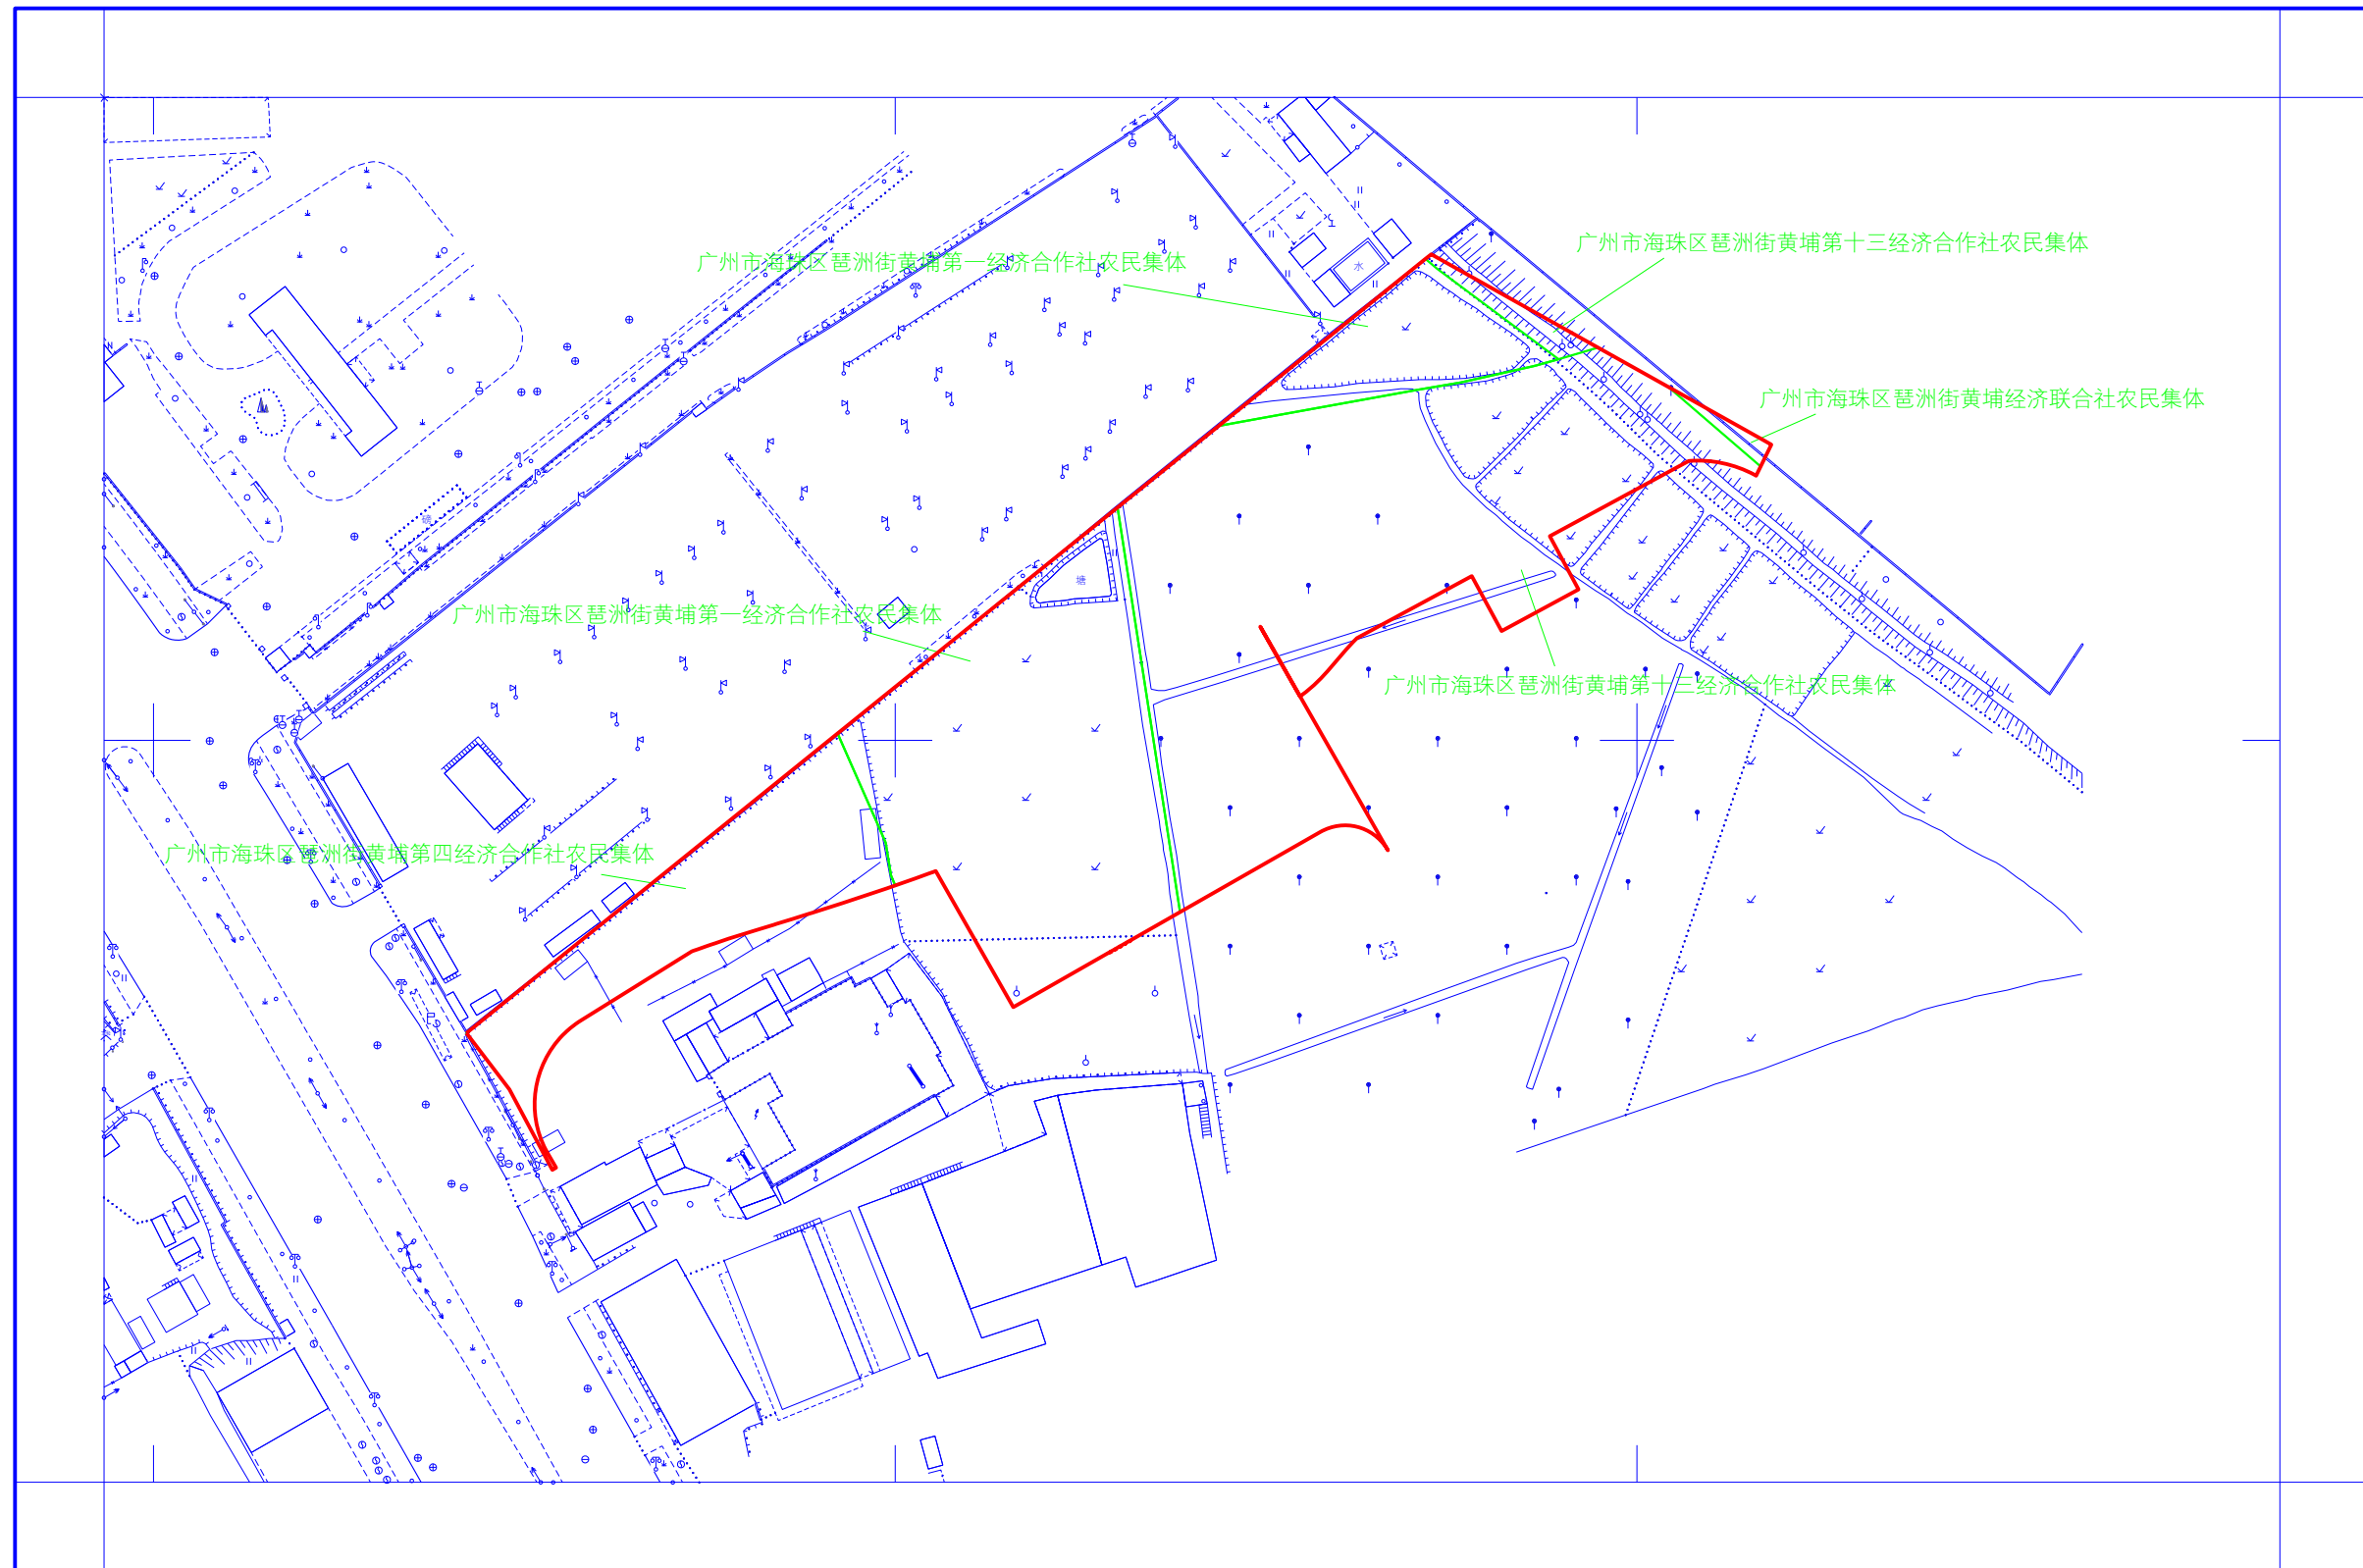 广州市海珠区琶洲街黄埔第十三经济合作社农民集体
广州市海珠区琶洲街黄埔第一经济合作社农民集体
水
广州市海珠区琶洲街黄埔经济联合社农民集体
塘
广州市海珠区琶洲街黄埔第一经济合作社农民集体
广州市海珠区琶洲街黄埔第十三经济合作社农民集体
广州市海珠区琶洲街黄埔第四经济合作社农民集体